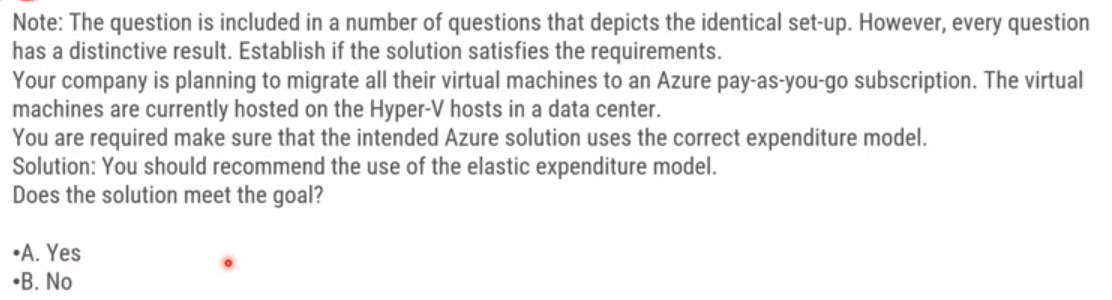 Note: The question is included in a number of questions that depicts the identical set-up. However, every question
has a distinctive result. Establish if the solution satisfies the requirements.
Your company is planning to migrate all their virtual machines to an Azure pay-as-you-go subscription. The virtual
machines are currently hosted on the Hyper-V hosts in a data center.
You are required make sure that the intended Azure solution uses the correct expenditure model.
Solution: You should recommend the use of the elastic expenditure model.
Does the solution meet the goal?
•A. Yes
•B. No